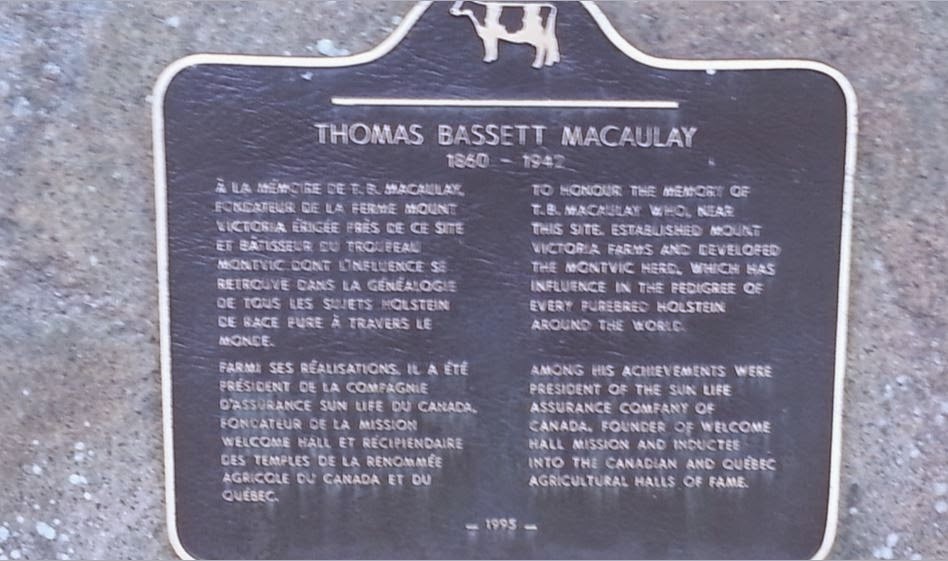 THOMAS BASSETT MACAULAY
1860 – 1942
À LA MÉMOIRE DE T. B. MACAULAY,
FONDATEUR DE LA FERME MOUNT
VICTORIA ÉRIGÉE PRÈS DE CE SITE
ET BÂTISSEUR DU TROUPEAU
MONTVIC DONT L'INFLUENCE SE
RETROUVE DANS LA GÉNÉALOGIE
DE TOUS LES SUJETS HOLSTEIN
DE RACE PURE À TRAVERS LE
MONDE.
PARMI SES RÉALISATIONS, IL A ÉTÉ
PRÉSIDENT DE LA COMPAGNIE
D'ASSURANCE SUN LIFE DU CANADA,
FONDATEUR DE LA MISSION
WELCOME HALL ET RÉCIPIENDAIRE
DES TEMPLES DE LA RENOMMÉE
AGRICOLE DU CANADA ET DU
QUÉBEC.
TO HONOUR THE MEMORY OF
T. B. MACAULAY WHO, NEAR
THIS SITE, ESTABLISHED MOUNT
VICTORIA FARMS AND DEVELOPED
THE MONTVIC HERD, WHICH HAS
INFLUENCE IN THE PEDIGREE OF
EVERY PUREBRED HOLSTEIN
AROUND THE WORLD.
AMONG HIS ACHIEVEMENTS WERE
PRESIDENT OF THE SUN LIFE
ASSURANCE COMPANY OF
CANADA, FOUNDER OF WELCOME
HALL MISSION AND INDUCTEE
INTO THE CANADIAN AND QUÉBEC
AGRICULTURAL HALLS OF FAME.
– 1995 –